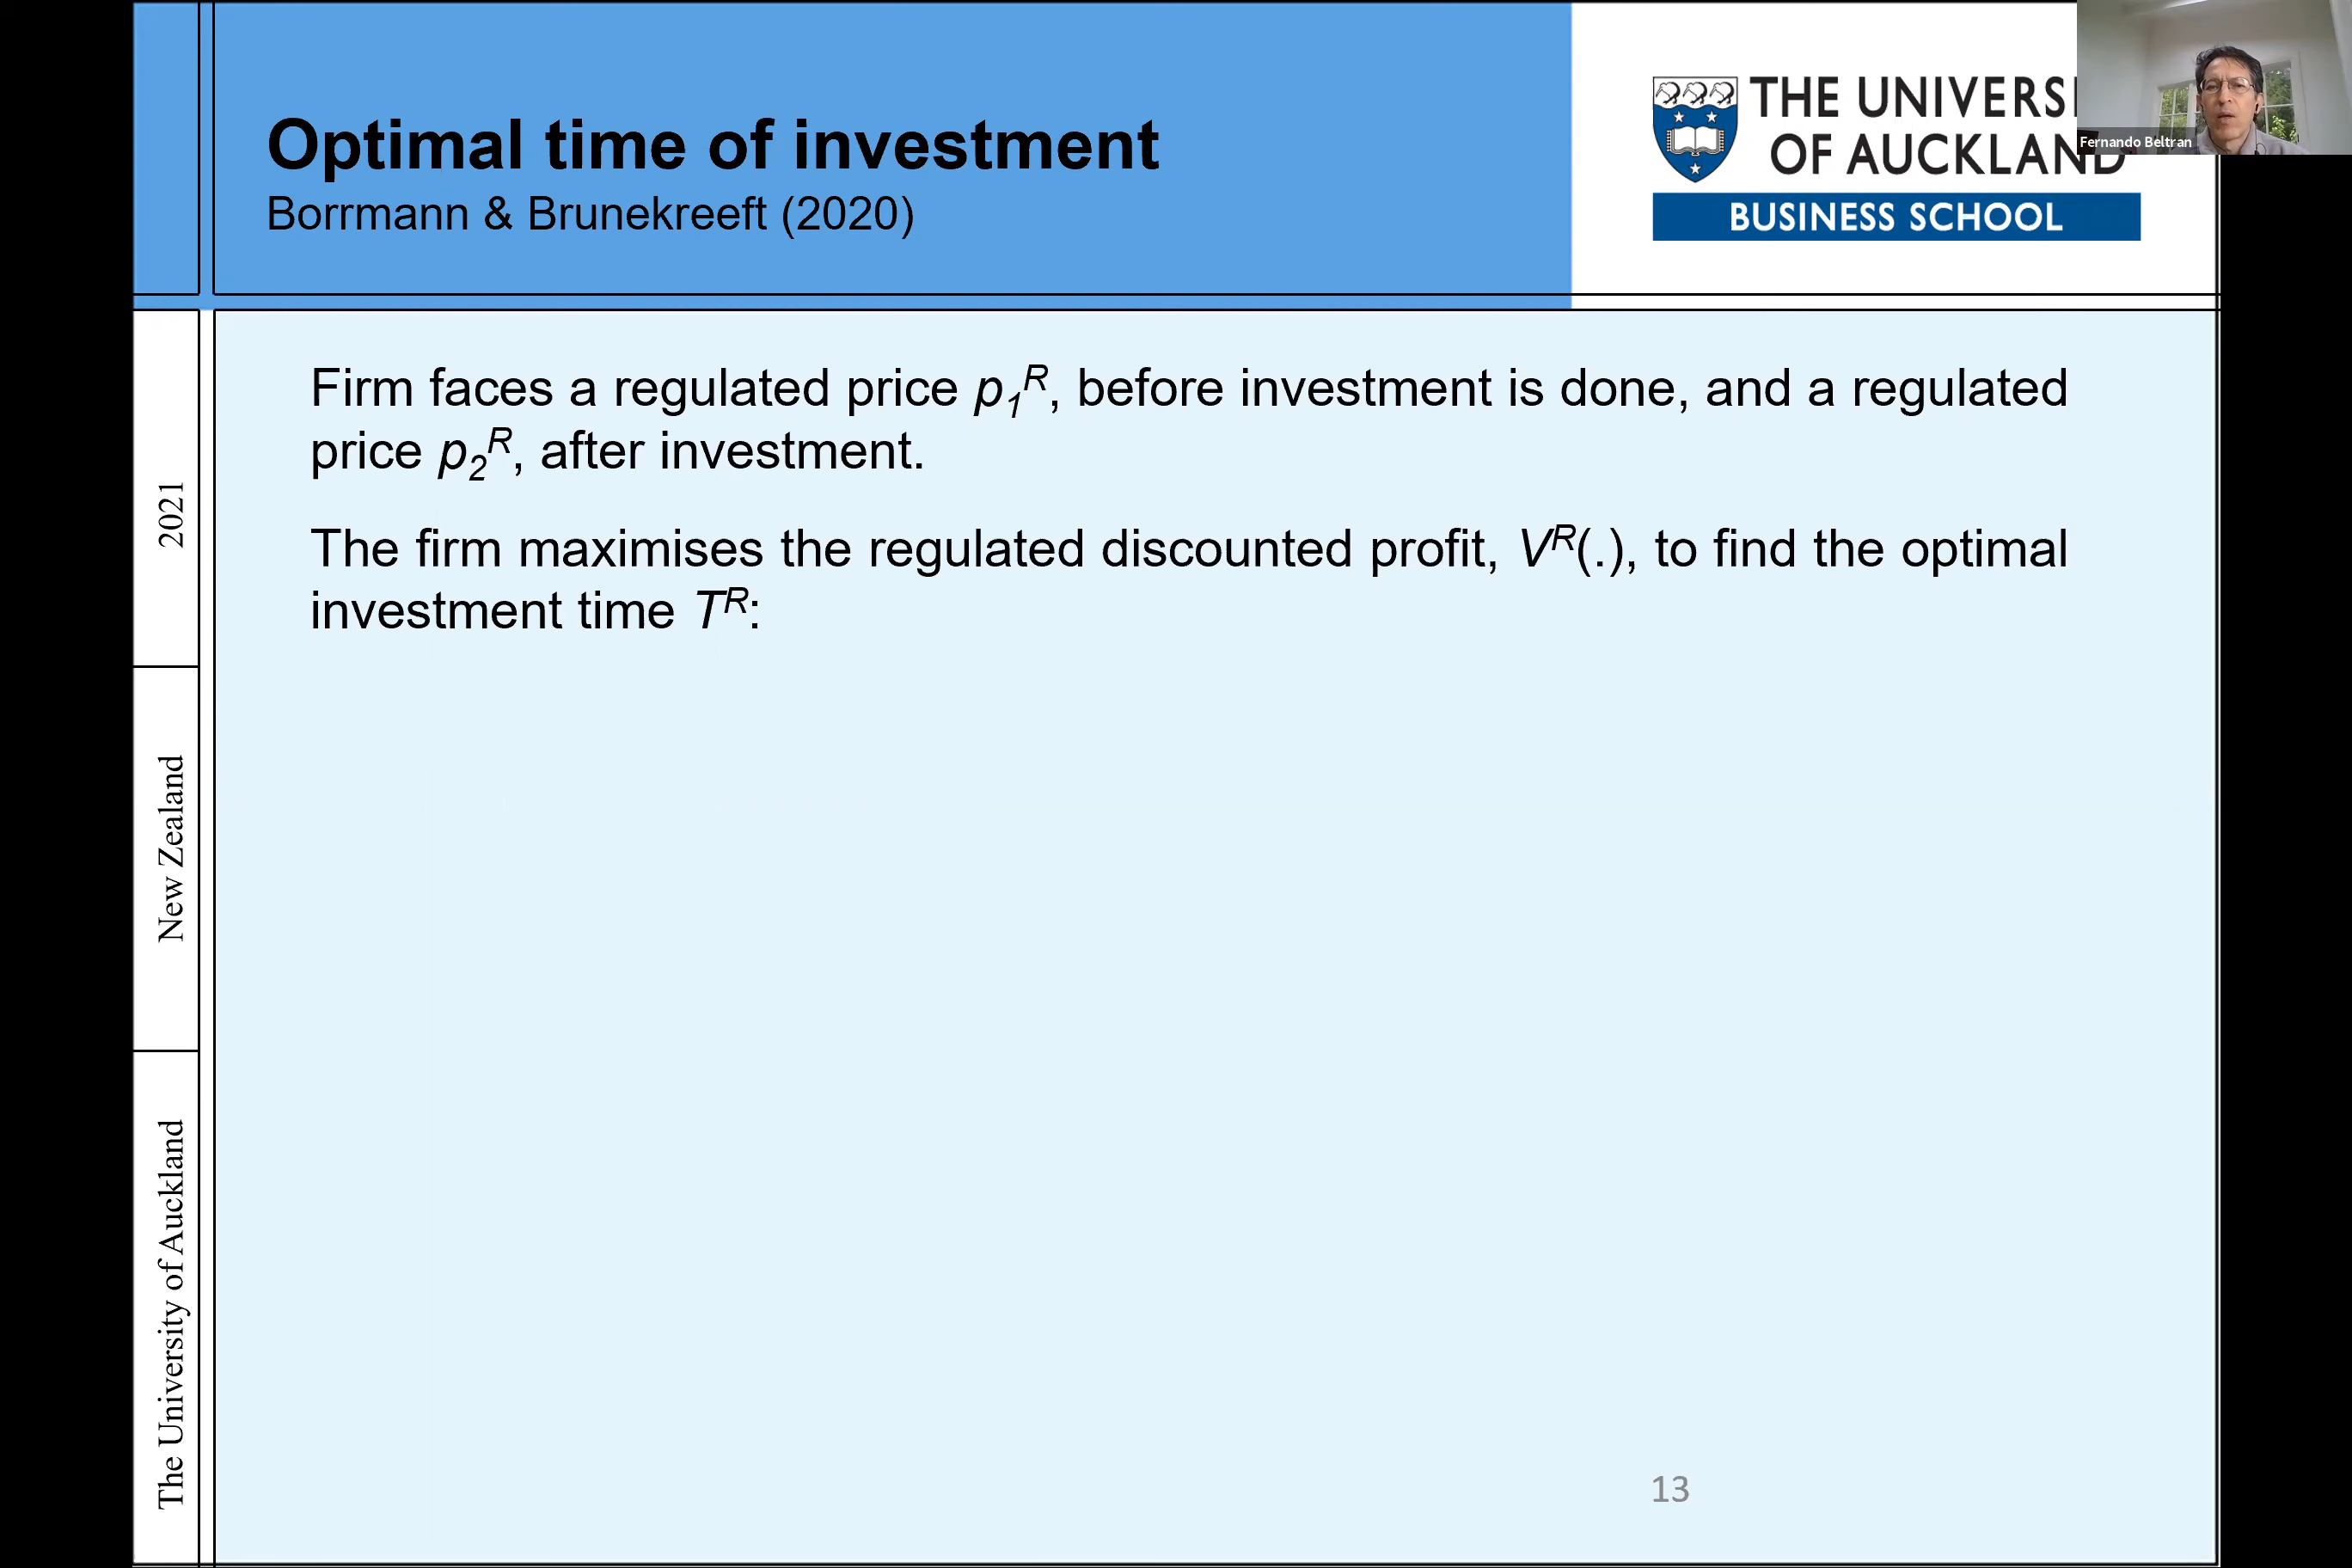 Optimal time of investment
Borrmann & Brunekreeft (2020)
THE UNIVERS
OF AUCKLAND
BUSINESS SCHOOL
Fernando Beltran
Firm faces a regulated price p₁ᴿ, before investment is done, and a regulated
price p₂ᴿ, after investment.
The firm maximises the regulated discounted profit, Vᴿ(.), to find the optimal
investment time Tᴿ:
2021
New Zealand
The University of Auckland
13